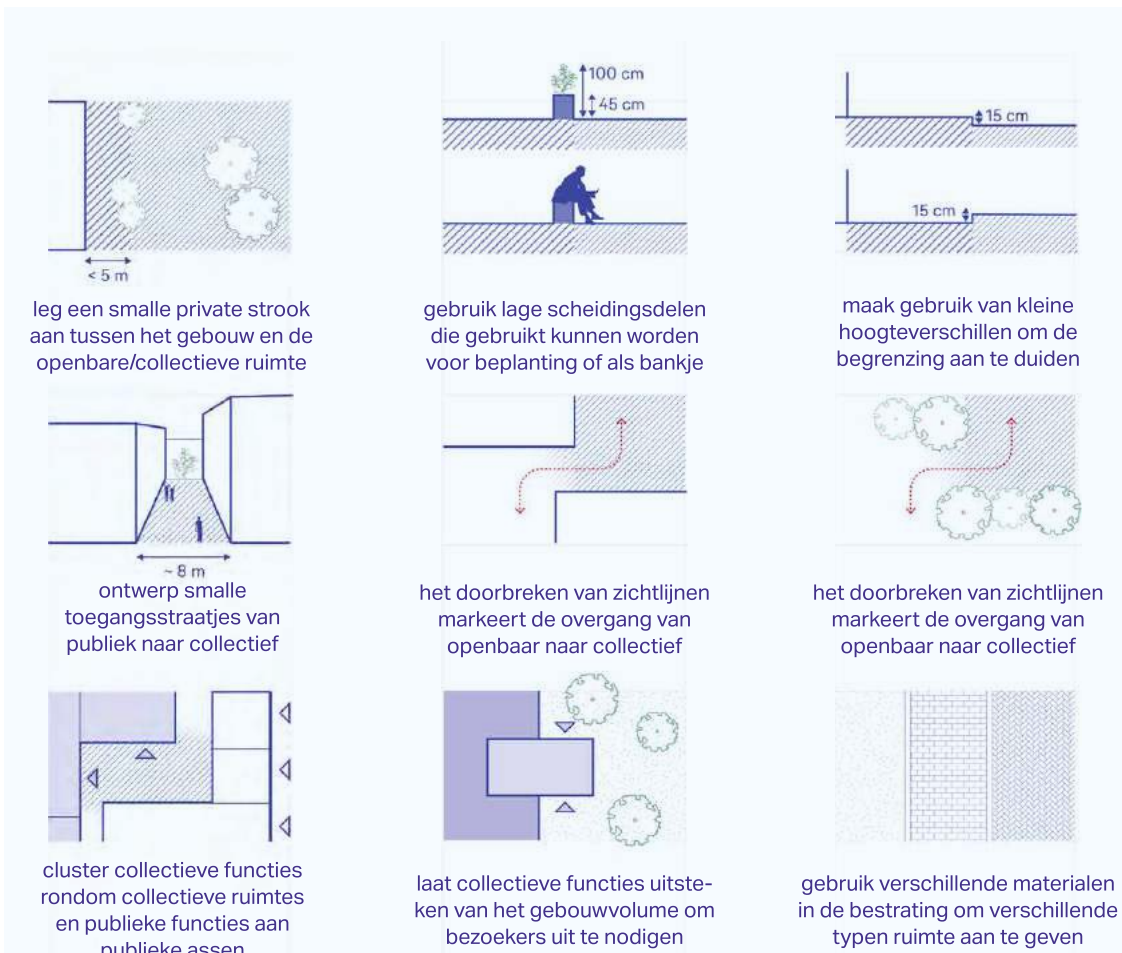 100 cm
45 cm
15 cm
15 cm
< 5 m
leg een smalle private strook
aan tussen het gebouw en de
openbare/collectieve ruimte
gebruik lage scheidingsdelen
die gebruikt kunnen worden
voor beplanting of als bankje
maak gebruik van kleine
hoogteverschillen om de
begrenzing aan te duiden
~ 8 m
ontwerp smalle
toegangsstraatjes van
publiek naar collectief
het doorbreken van zichtlijnen
markeert de overgang van
openbaar naar collectief
het doorbreken van zichtlijnen
markeert de overgang van
openbaar naar collectief
cluster collectieve functies
rondom collectieve ruimtes
en publieke functies aan
publieke assen
laat collectieve functies uitste-
ken van het gebouwvolume om
bezoekers uit te nodigen
gebruik verschillende materialen
in de bestrating om verschillende
typen ruimte aan te geven